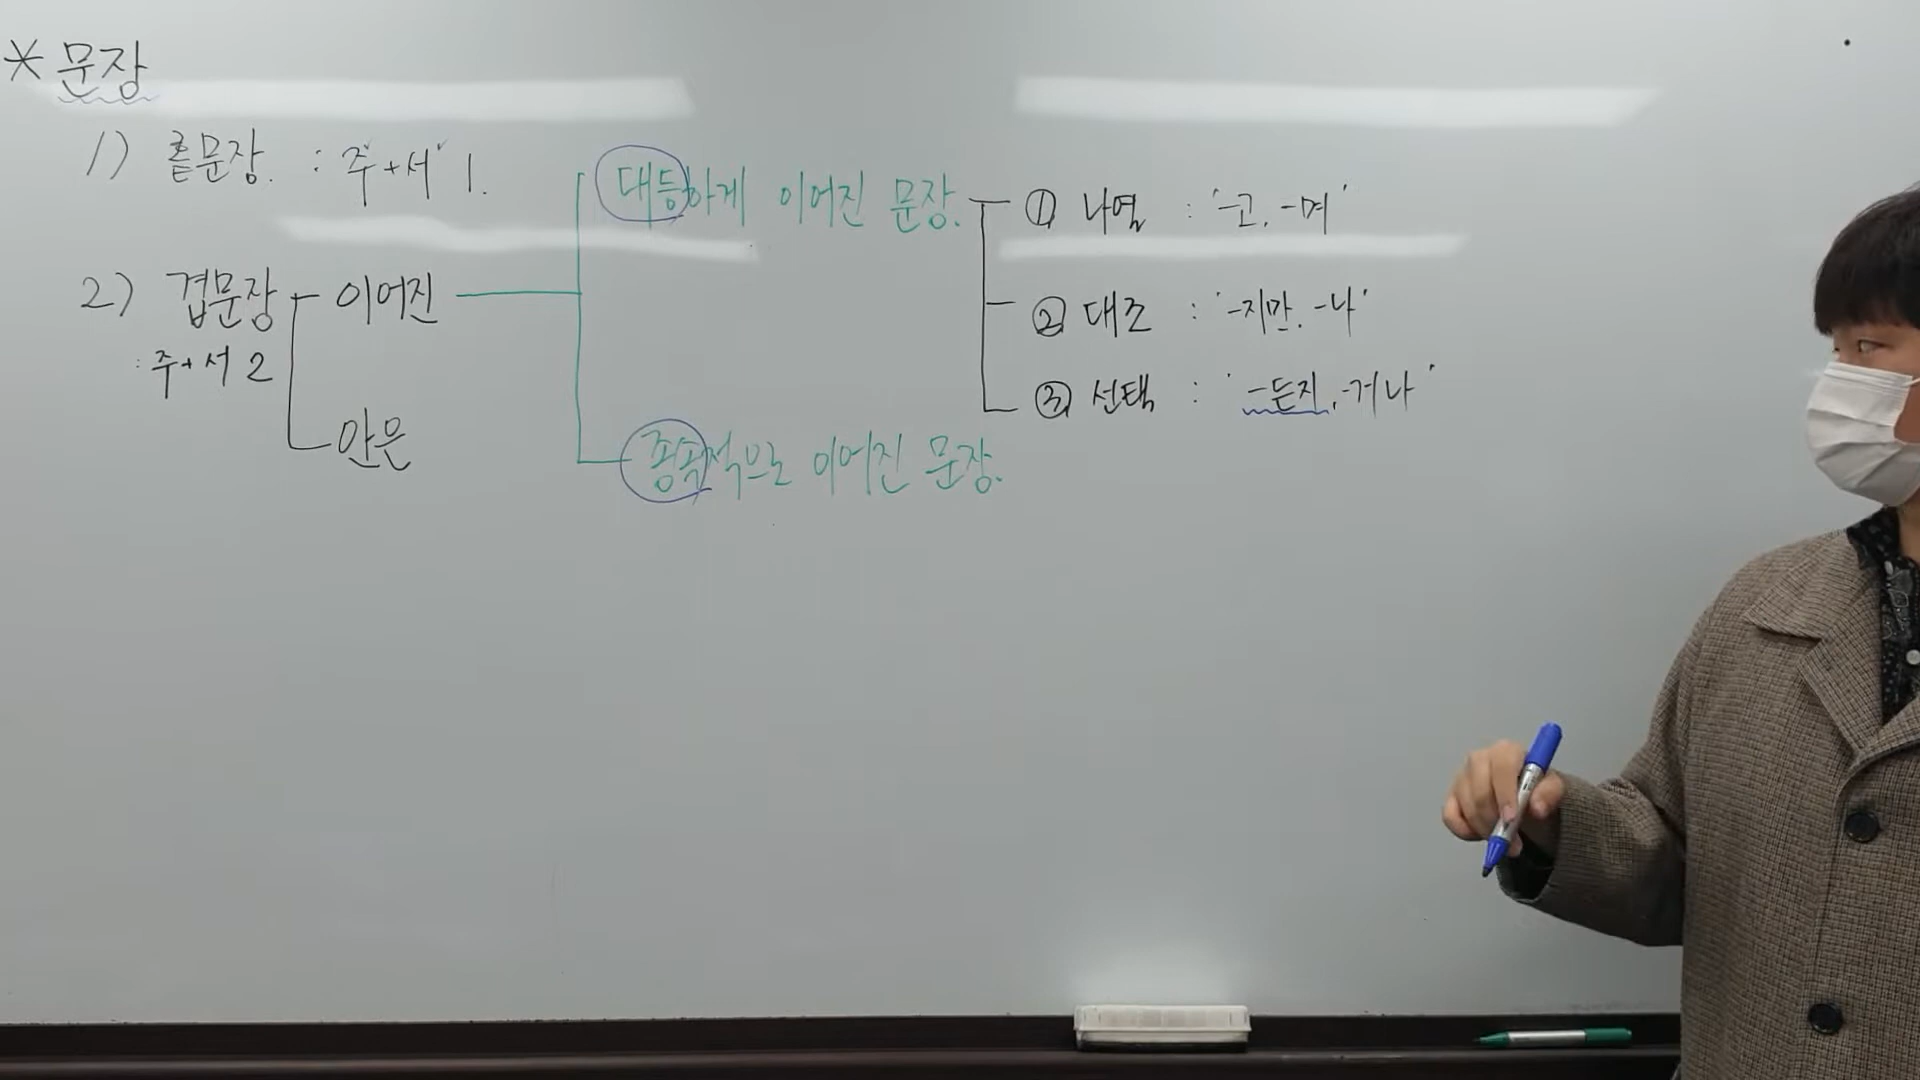 * 문장
1) 홑문장. : 주+서 1.
2) 겹문장
: 주+서 2
이어진
안은
대등하게 이어진 문장.
① 나열 : '-고, -며'
② 대조 : '-지만, -나'
③ 선택 : '-든지, -거나'
종속적으로 이어진 문장.